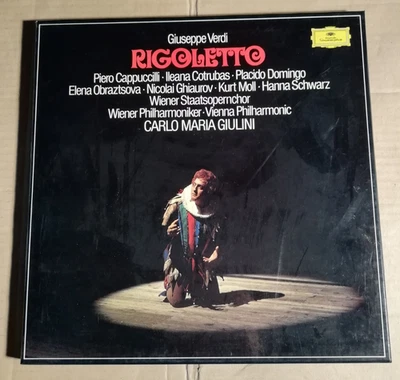 Giuseppe Verdi
RIGOLETTO
Piero Cappuccilli · Ileana Cotrubas · Placido Domingo
Elena Obraztsova · Nicolai Ghiaurov · Kurt Moll · Hanna Schwarz
Wiener Staatsopernchor
Wiener Philharmoniker · Vienna Philharmonic
CARLO MARIA GIULINI